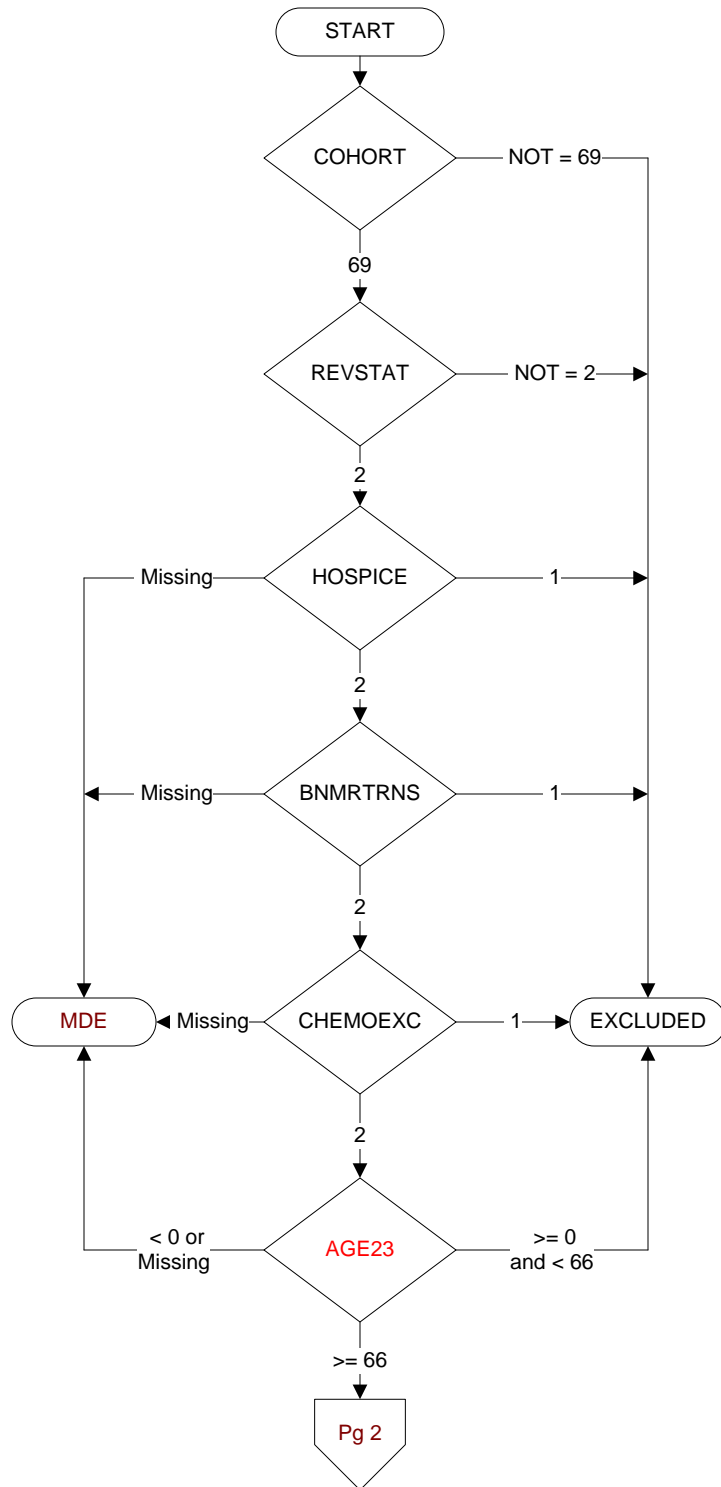 START
COHORT
NOT = 69
69
REVSTAT
NOT = 2
2
Missing
HOSPICE
1
2
Missing
BNMRTRNS
1
2
MDE
Missing
CHEMOEXC
1
EXCLUDED
2
< 0 or
Missing
AGE23
>= 0
and < 66
>= 66
Pg 2